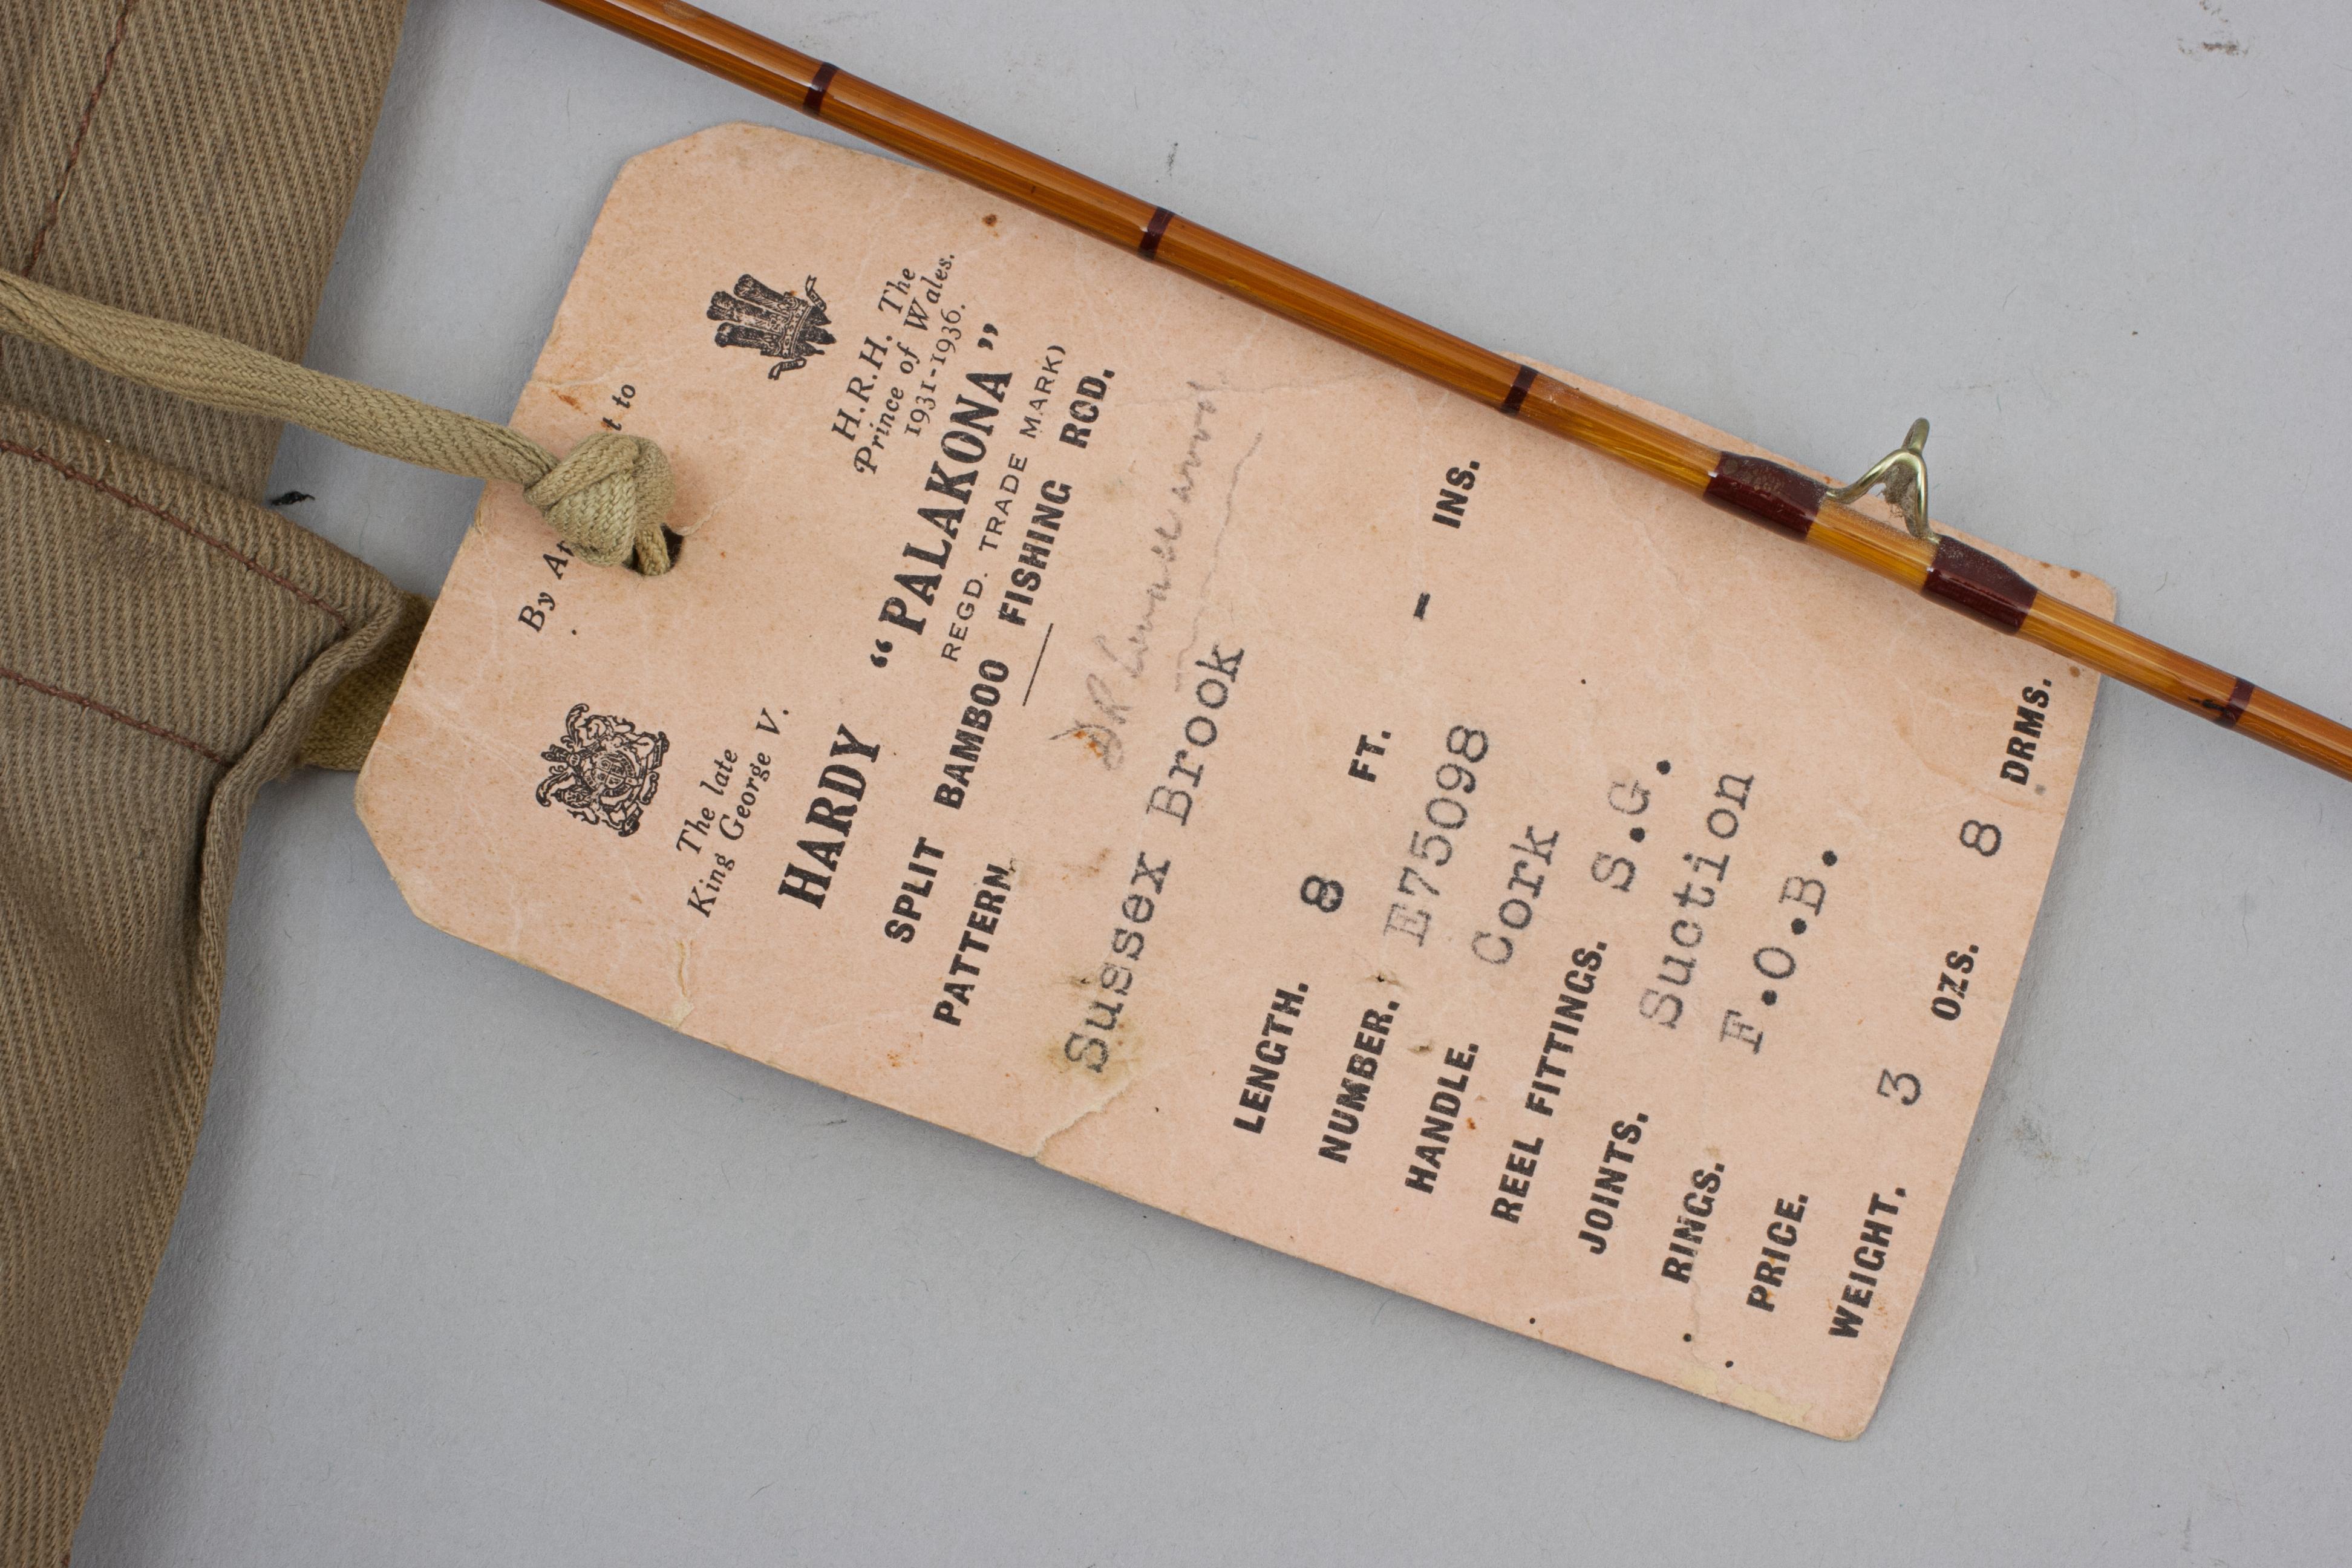 By to
The late
King George V.
H.R.H. The
Prince of Wales.
1931-1936.
HARDY "PALAKONA"
REGD. TRADE MARK)
SPLIT BAMBOO FISHING ROD.
PATTERN.
DR
Sussex Brook
LENGTH. 8 FT. - INS.
NUMBER. E75098
HANDLE. Cork
REEL FITTINGS. S.G.
JOINTS. Suction
RINGS. F.O.B.
PRICE.
WEIGHT. 3 OZS. 8 DRMS.